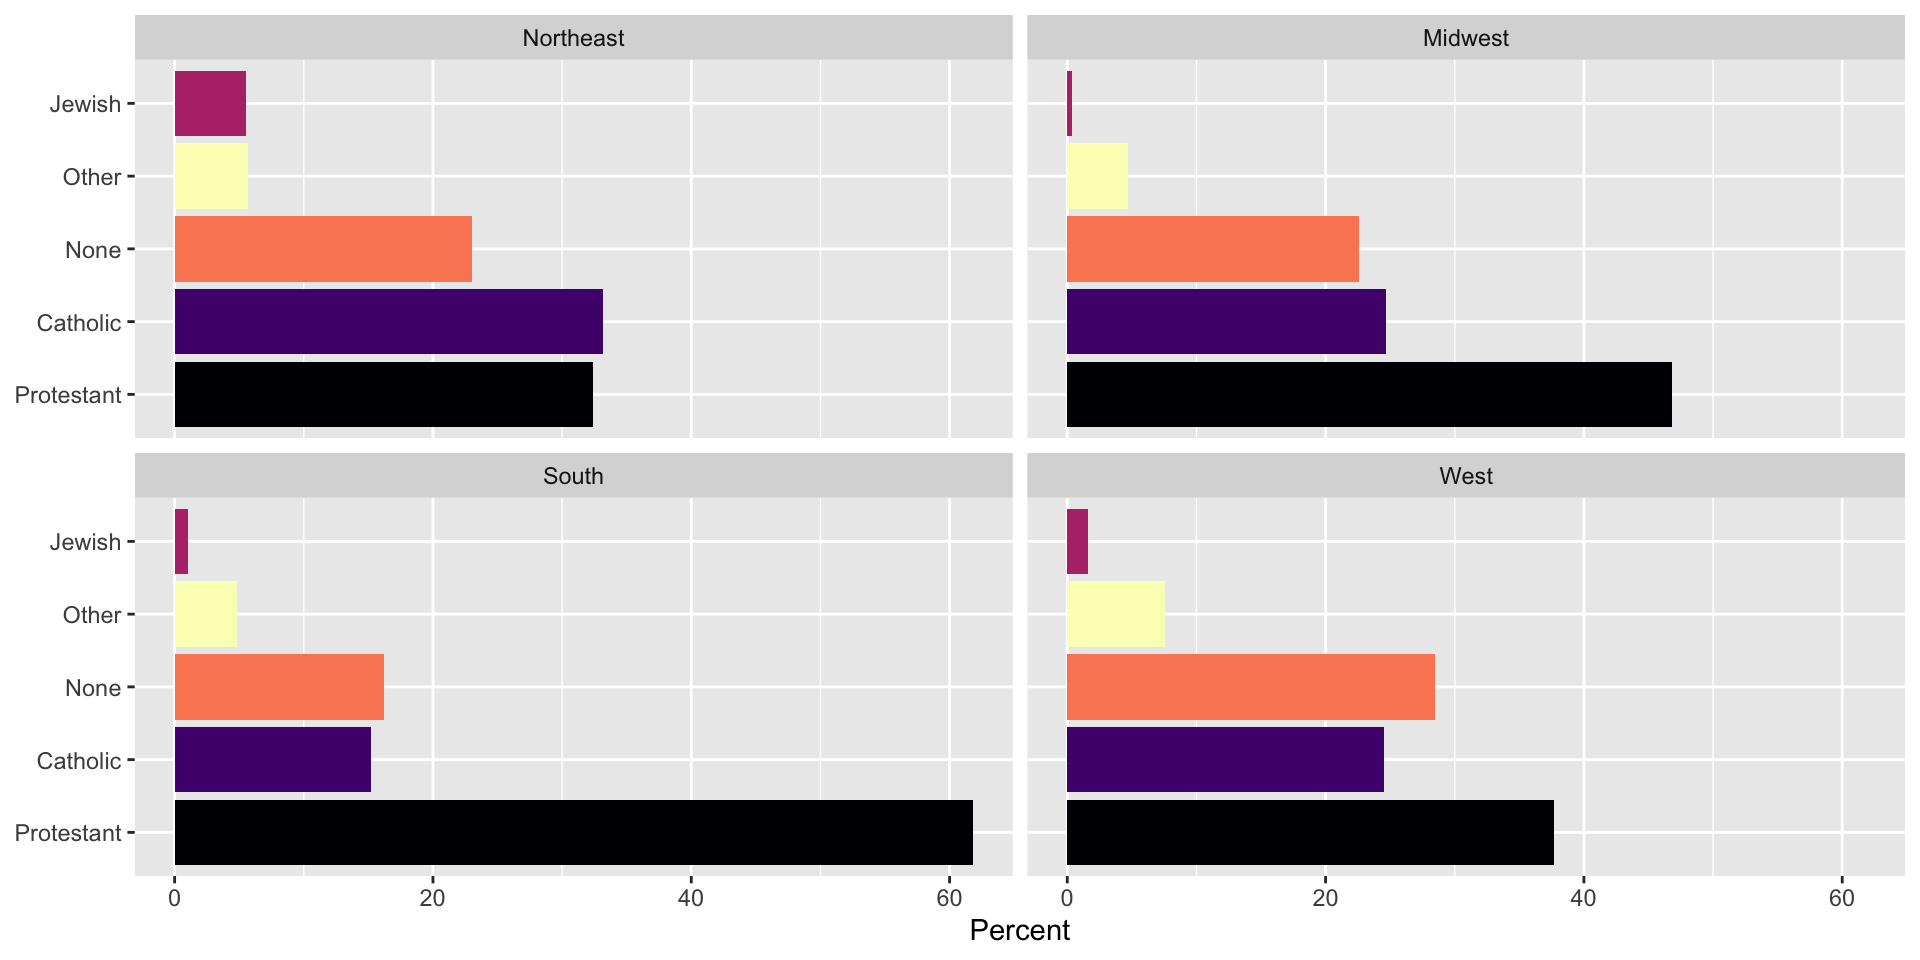 Northeast
Midwest
Jewish
Other
None
Catholic
Protestant
South
West
Jewish
Other
None
Catholic
Protestant
0 20 40 60 0 20 40 60
Percent